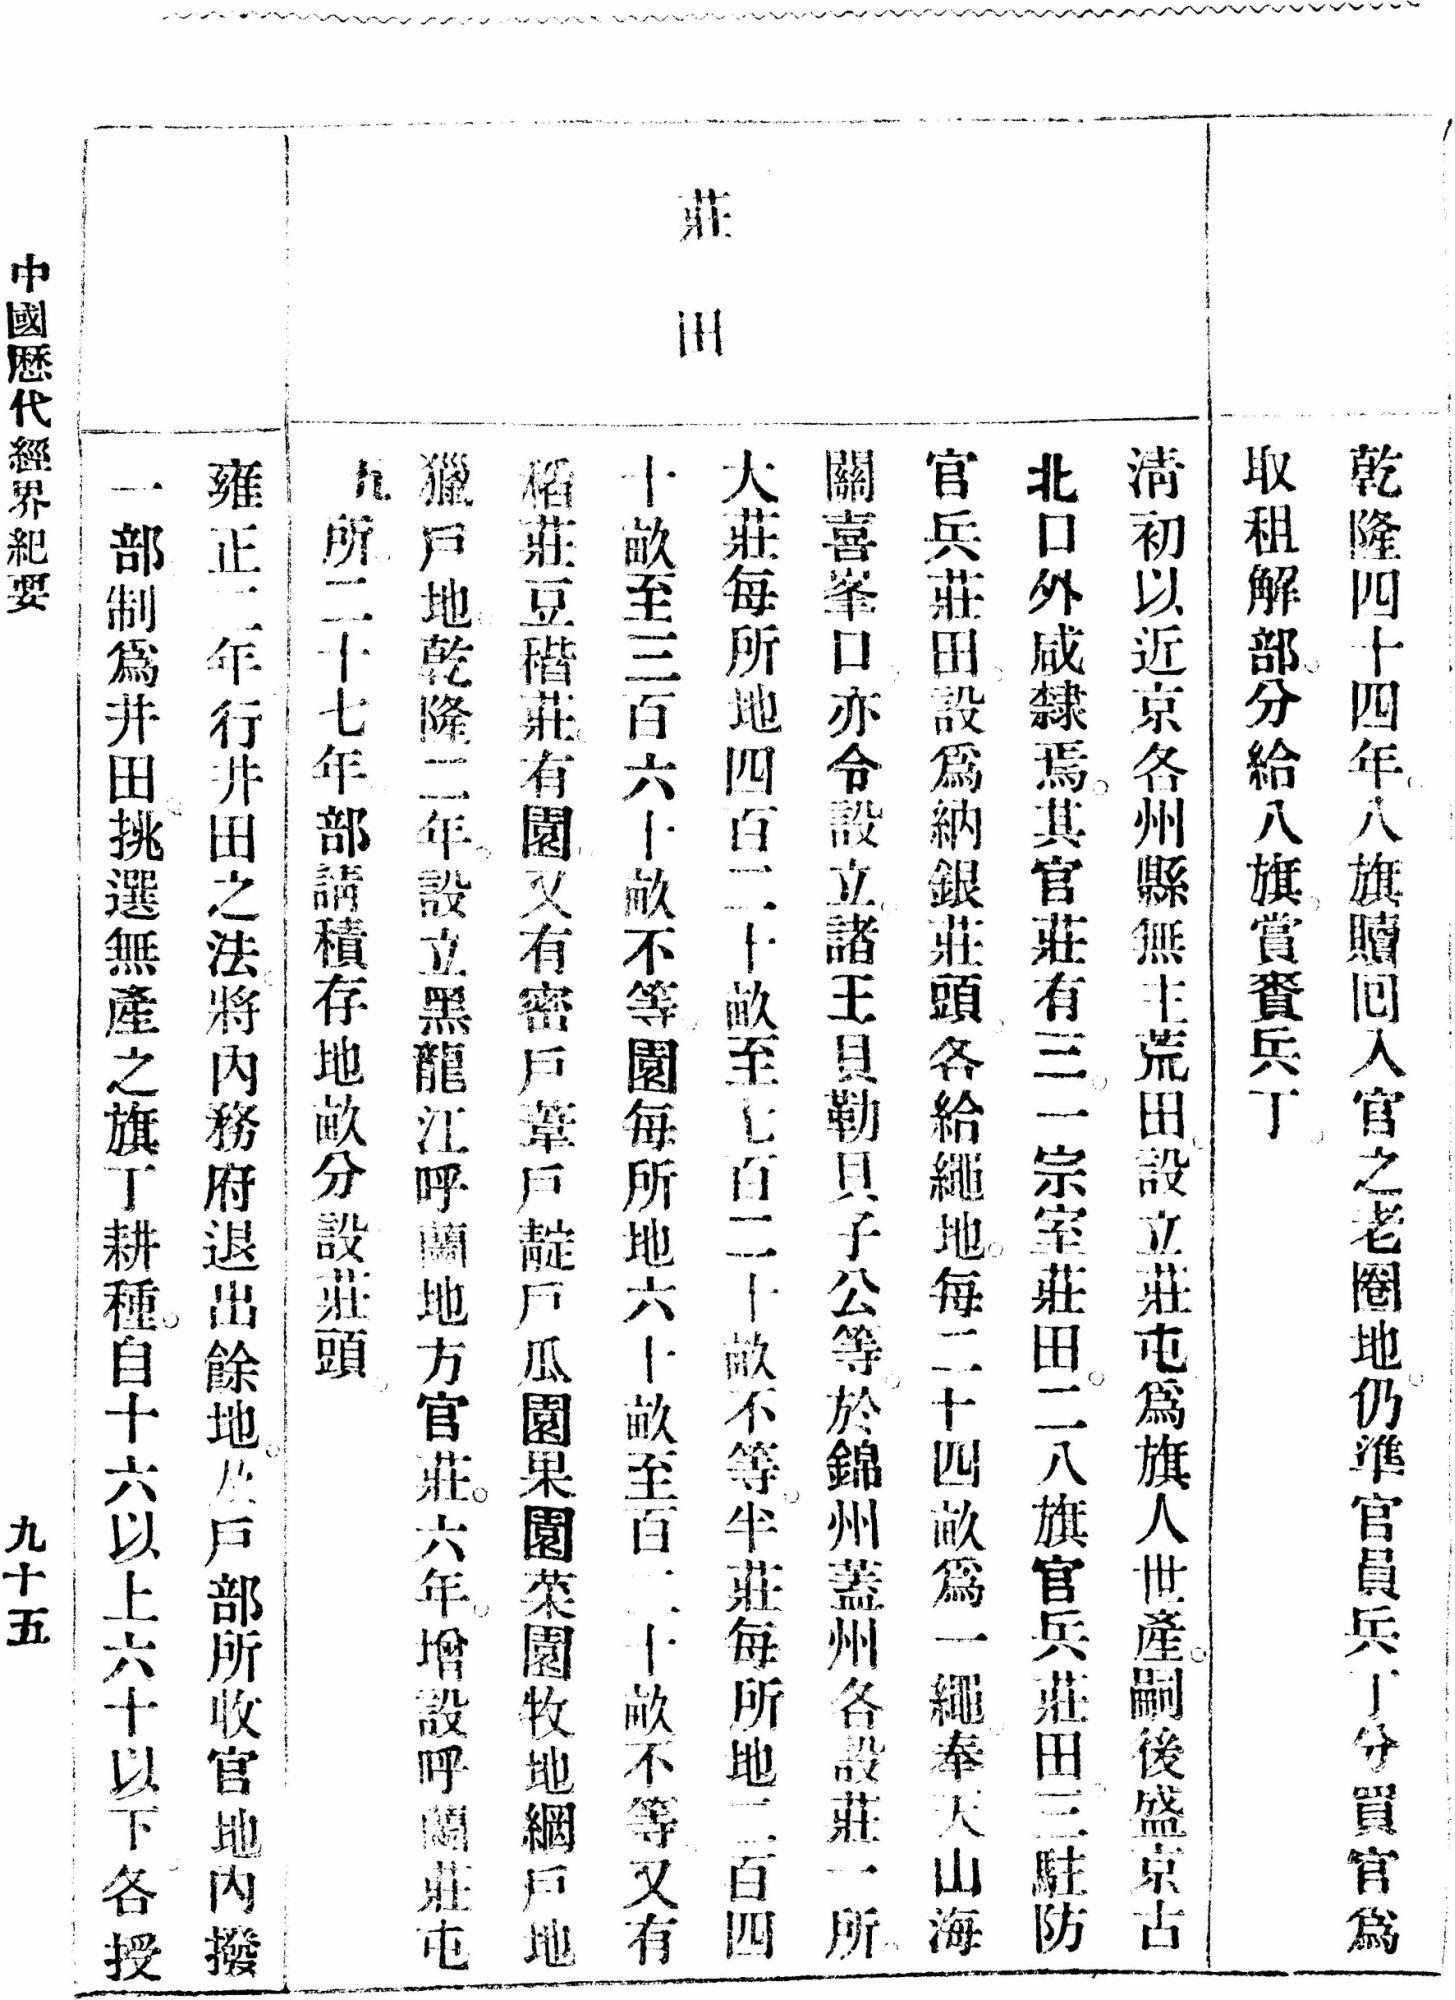 乾隆四十四年。八旗贖回入官之老圈地。仍準官員兵丁分買官爲
取租解部。分給八旗。賞賚兵丁。
莊田
淸初以近京各州縣無主荒田。設立莊屯爲旗人世產。嗣後盛京古
北口外咸隸焉。其官莊有三。一宗室莊田。二八旗官兵莊田。三駐防
官兵莊田。設爲納銀莊頭。各給繩地。每二十四畝爲一繩。奉天山海
關喜峯口。亦令設立。諸王貝勒貝子公等。於錦州蓋州各設莊一所。
大莊每所地四百二十畝至七百二十畝不等。半莊每所地二百四
十畝至三百六十畝不等。園每所地六十畝至百二十畝不等。又有
稻莊豆稭莊。有園。又有密戶葦戶靛戶瓜園果園菜園牧地網戶地
獵戶地。乾隆二年。設立黑龍江呼蘭地方官莊。六年。增設呼蘭莊屯
五所。二十七年部請積存地畝分設莊頭。
雍正二年行井田之法。將內務府退出餘地。及戶部所收官地內撥
一部制爲井田。挑選無產之旗丁耕種。自十六以上六十以下。各授
中國歷代經界紀要
九十五